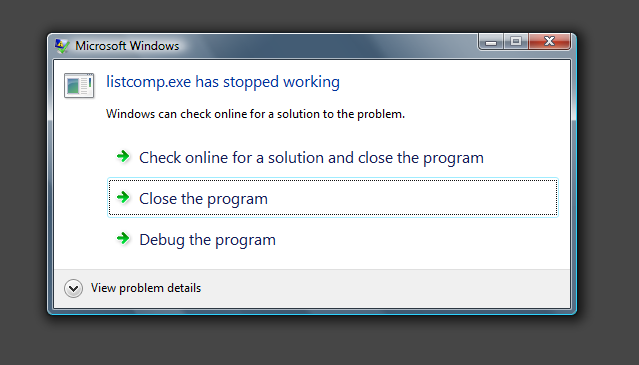 Microsoft Windows
listcomp.exe has stopped working
Windows can check online for a solution to the problem.
Check online for a solution and close the program
Close the program
Debug the program
View problem details